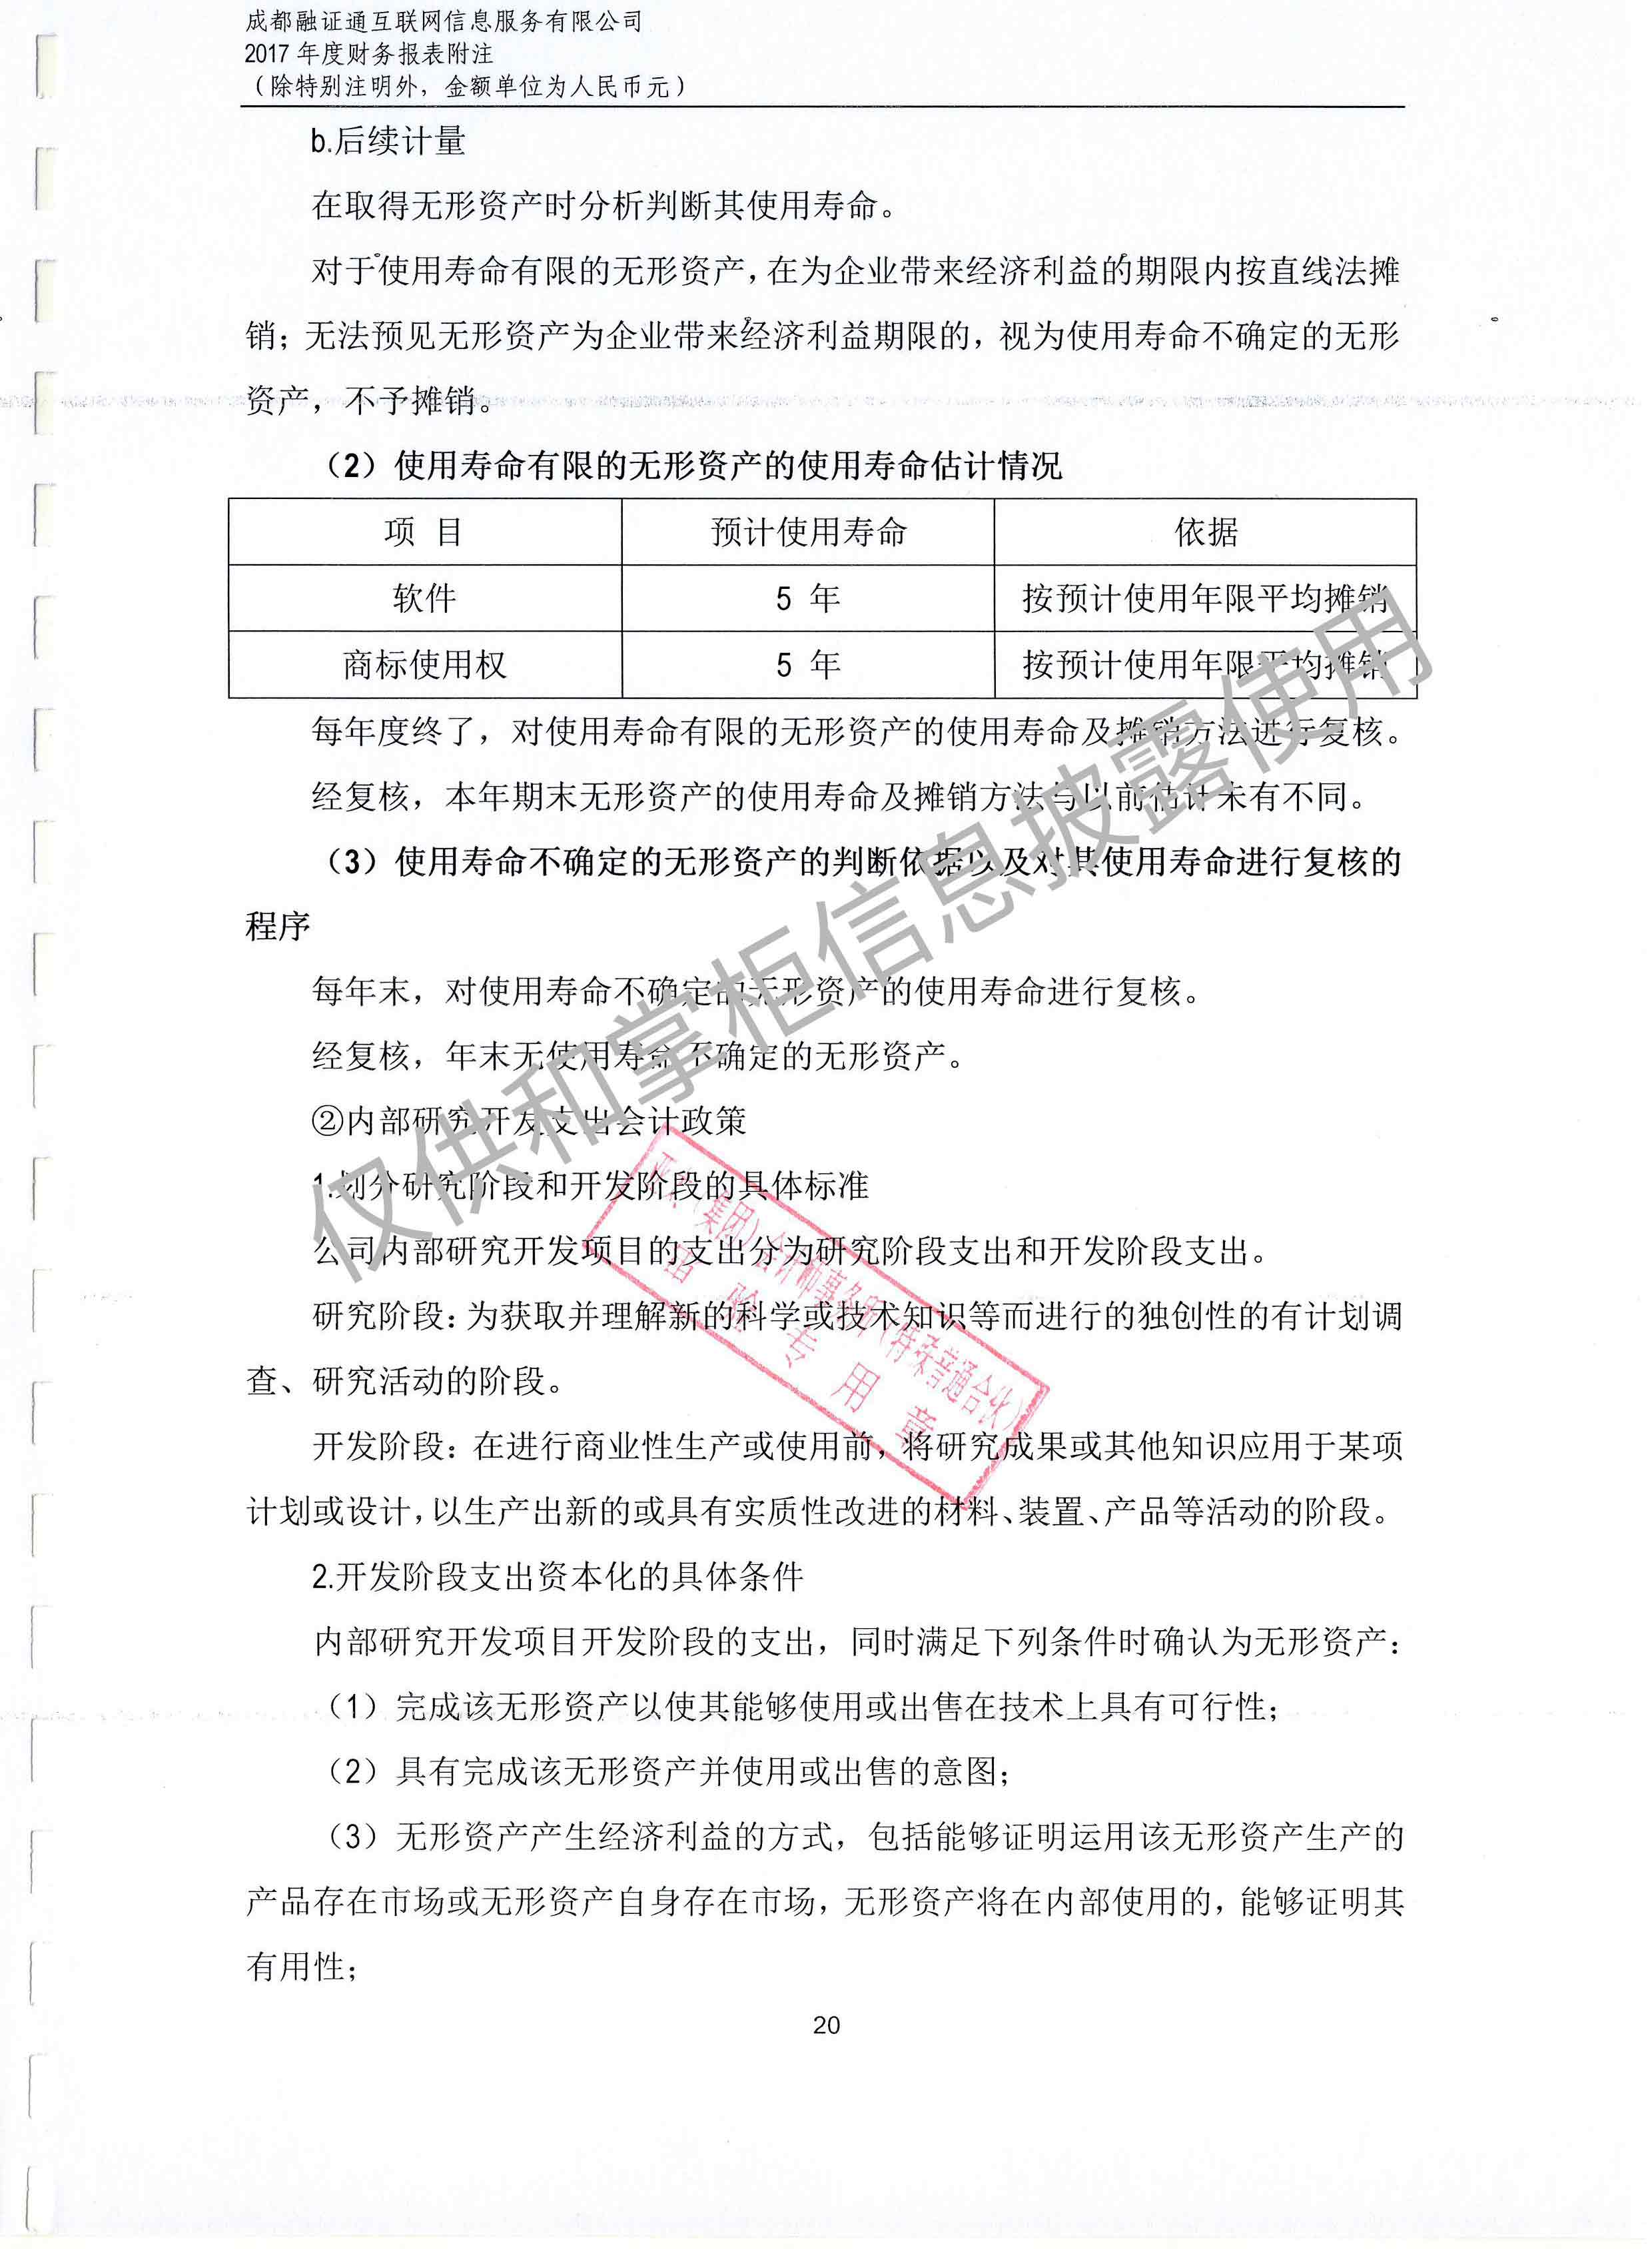 成都融证通互联网信息服务有限公司
2017 年度财务报表附注
（除特别注明外，金额单位为人民币元）
b.后续计量
在取得无形资产时分析判断其使用寿命。
对于使用寿命有限的无形资产，在为企业带来经济利益的期限内按直线法摊
销；无法预见无形资产为企业带来经济利益期限的，视为使用寿命不确定的无形
资产，不予摊销。
（2）使用寿命有限的无形资产的使用寿命估计情况
项 目 预计使用寿命 依据
软件 5 年 按预计使用年限平均摊销
商标使用权 5 年 按预计使用年限平均摊销
每年度终了，对使用寿命有限的无形资产的使用寿命及摊销方法进行复核。
经复核，本年期末无形资产的使用寿命及摊销方法与以前估计未有不同。
（3）使用寿命不确定的无形资产的判断依据以及对其使用寿命进行复核的
程序
每年末，对使用寿命不确定的无形资产的使用寿命进行复核。
经复核，年末无使用寿命不确定的无形资产。
②内部研究开发支出会计政策
1.划分研究阶段和开发阶段的具体标准
公司内部研究开发项目的支出分为研究阶段支出和开发阶段支出。
研究阶段：为获取并理解新的科学或技术知识等而进行的独创性的有计划调
查、研究活动的阶段。
开发阶段：在进行商业性生产或使用前，将研究成果或其他知识应用于某项
计划或设计，以生产出新的或具有实质性改进的材料、装置、产品等活动的阶段。
2.开发阶段支出资本化的具体条件
内部研究开发项目开发阶段的支出，同时满足下列条件时确认为无形资产：
（1）完成该无形资产以使其能够使用或出售在技术上具有可行性；
（2）具有完成该无形资产并使用或出售的意图；
（3）无形资产产生经济利益的方式，包括能够证明运用该无形资产生产的
产品存在市场或无形资产自身存在市场，无形资产将在内部使用的，能够证明其
有用性；
20
仅供和掌柜信息披露使用
（集团）会计师事务所（特殊普通合伙）
验专用章